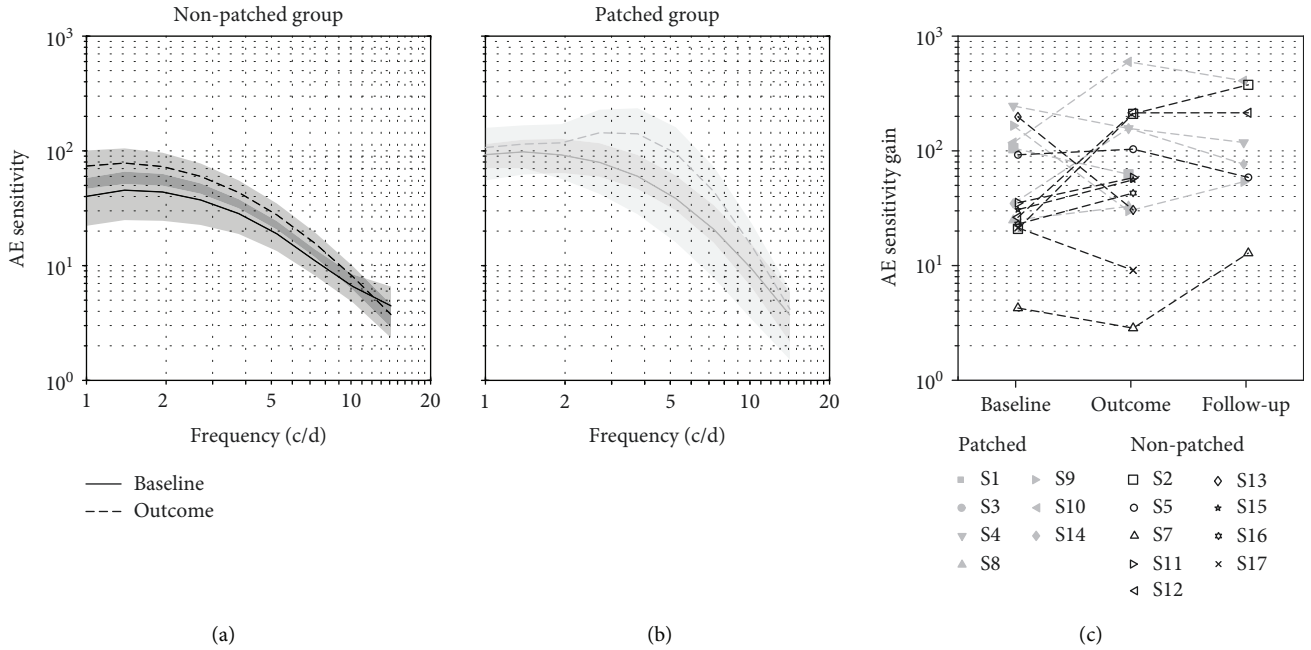 Non-patched group
AE sensitivity
10³
10²
10¹
10⁰
1 2 5 10 20
Frequency (c/d)
Baseline
Outcome
(a)
Patched group
1 2 5 10 20
Frequency (c/d)
(b)
AE sensitivity gain
10³
10²
10¹
10⁰
Baseline Outcome Follow-up
Patched
S1
S3
S4
S8
S9
S10
S14
Non-patched
S2
S5
S7
S11
S12
S13
S15
S16
S17
(c)